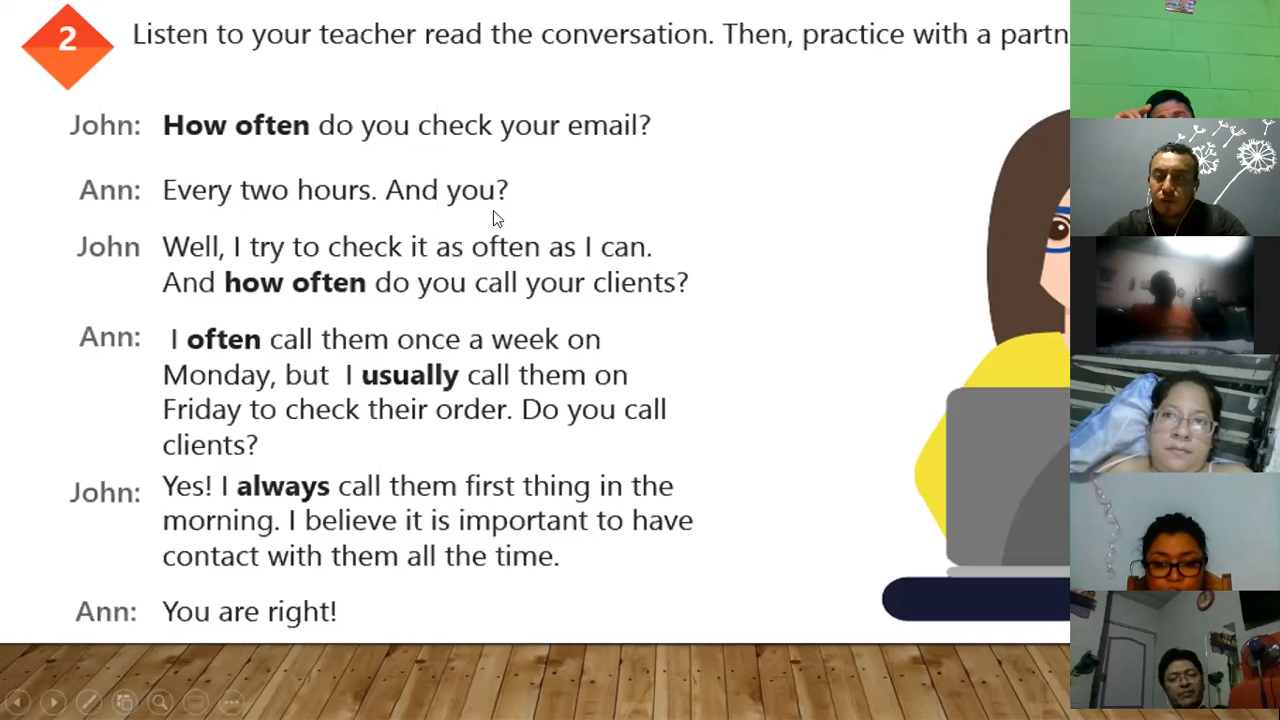 2
Listen to your teacher read the conversation. Then, practice with a partn
John: How often do you check your email?
Ann: Every two hours. And you?
John Well, I try to check it as often as I can.
And how often do you call your clients?
Ann: I often call them once a week on
Monday, but I usually call them on
Friday to check their order. Do you call
clients?
John: Yes! I always call them first thing in the
morning. I believe it is important to have
contact with them all the time.
Ann: You are right!